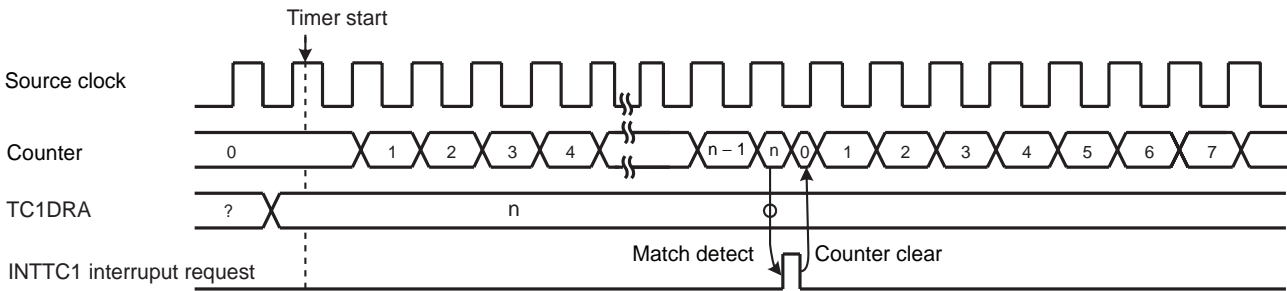 Timer start
Source clock
Counter 0 1 2 3 4 n – 1 n 0 1 2 3 4 5 6 7
TC1DRA ? n
Match detect Counter clear
INTTC1 interruput request